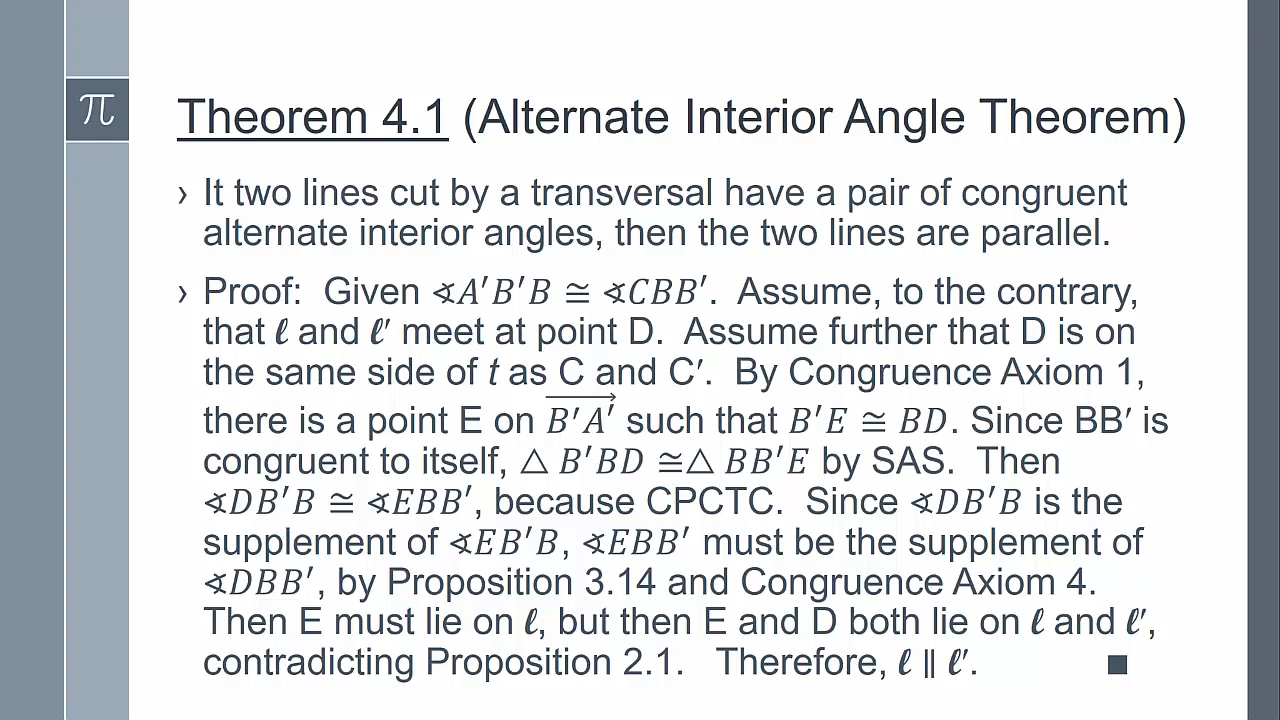 π
Theorem 4.1 (Alternate Interior Angle Theorem)
› It two lines cut by a transversal have a pair of congruent
alternate interior angles, then the two lines are parallel.
› Proof: Given ∢A′B′B ≅ ∢CBB′. Assume, to the contrary,
that ℓ and ℓ′ meet at point D. Assume further that D is on
the same side of t as C and C′. By Congruence Axiom 1,
there is a point E on $\overrightarrow{B'A'}$ such that B′E ≅ BD. Since BB′ is
congruent to itself, △ B′BD ≅△ BB′E by SAS. Then
∢DB′B ≅ ∢EBB′, because CPCTC. Since ∢DB′B is the
supplement of ∢EB′B, ∢EBB′ must be the supplement of
∢DBB′, by Proposition 3.14 and Congruence Axiom 4.
Then E must lie on ℓ, but then E and D both lie on ℓ and ℓ′,
contradicting Proposition 2.1. Therefore, ℓ ∥ ℓ′. ■